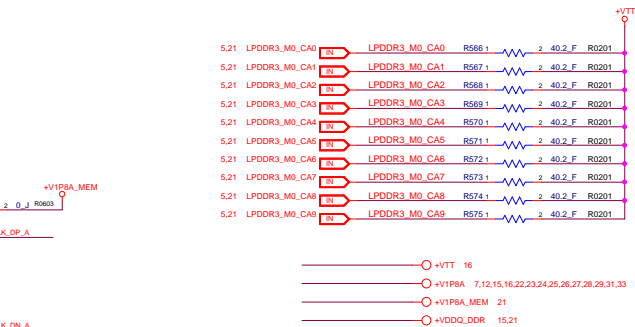 +VTT
5,21 LPDDR3_M0_CA0 IN LPDDR3_M0_CA0 R566 1 2 40.2_F R0201
5,21 LPDDR3_M0_CA1 IN LPDDR3_M0_CA1 R567 1 2 40.2_F R0201
5,21 LPDDR3_M0_CA2 IN LPDDR3_M0_CA2 R568 1 2 40.2_F R0201
5,21 LPDDR3_M0_CA3 IN LPDDR3_M0_CA3 R569 1 2 40.2_F R0201
5,21 LPDDR3_M0_CA4 IN LPDDR3_M0_CA4 R570 1 2 40.2_F R0201
5,21 LPDDR3_M0_CA5 IN LPDDR3_M0_CA5 R571 1 2 40.2_F R0201
5,21 LPDDR3_M0_CA6 IN LPDDR3_M0_CA6 R572 1 2 40.2_F R0201
5,21 LPDDR3_M0_CA7 IN LPDDR3_M0_CA7 R573 1 2 40.2_F R0201
5,21 LPDDR3_M0_CA8 IN LPDDR3_M0_CA8 R574 1 2 40.2_F R0201
5,21 LPDDR3_M0_CA9 IN LPDDR3_M0_CA9 R575 1 2 40.2_F R0201
+V1P8A_MEM
2 0_J R0603
K_DP_A
K_DN_A
+VTT 16
+V1P8A 7,12,15,16,22,23,24,25,26,27,28,29,31,33
+V1P8A_MEM 21
+VDDQ_DDR 15,21